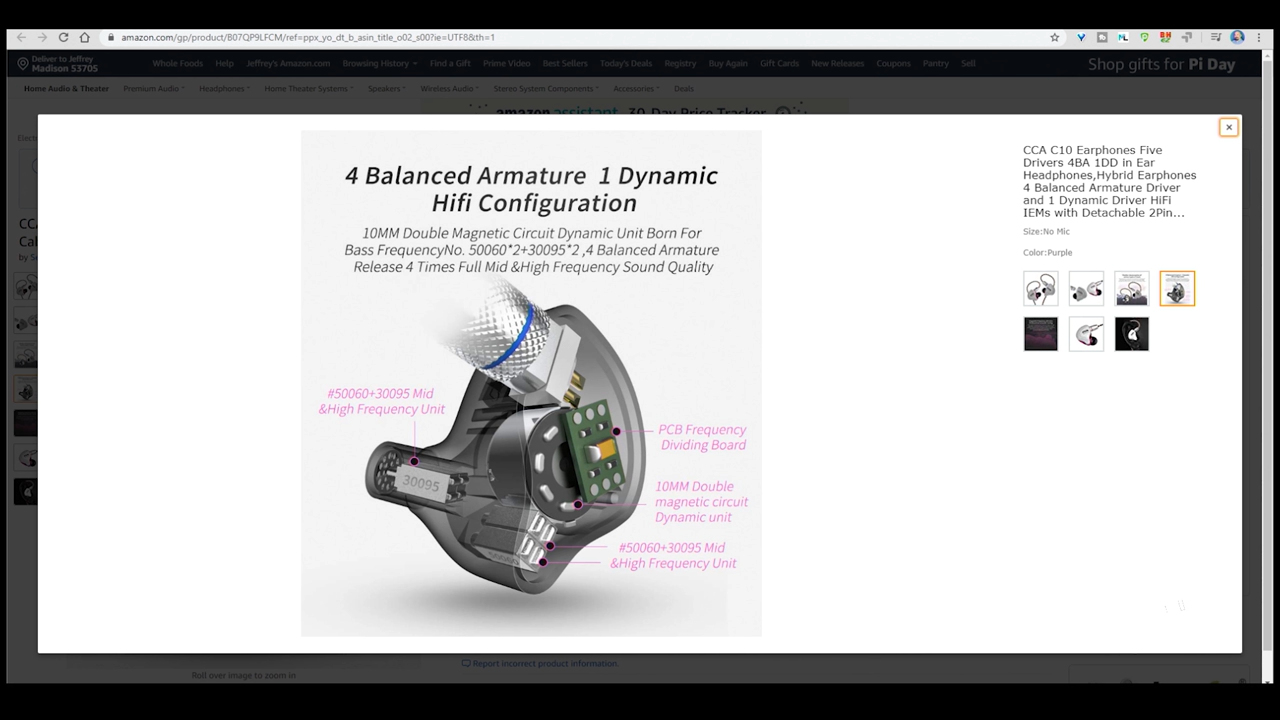 amazon.com/gp/product/B07QP9LFCM/ref=ppx_yo_dt_b_asin_title_o02_s00?ie=UTF8&th=1
Deliver to Jeffrey
Madison 53705
Whole Foods Help Jeffrey's Amazon.com Browsing History Find a Gift Prime Video Best Sellers Today's Deals Registry Buy Again Gift Cards New Releases Coupons Pantry Sell
Shop gifts for Pi Day
Home Audio & Theater Premium Audio Headphones Home Theater Systems Speakers Wireless Audio Stereo System Components Accessories Deals
amazon assistant 30-Day Price Tracker
4 Balanced Armature 1 Dynamic
Hifi Configuration
10MM Double Magnetic Circuit Dynamic Unit Born For
Bass FrequencyNo. 50060*2+30095*2 ,4 Balanced Armature
Release 4 Times Full Mid &High Frequency Sound Quality
#50060+30095 Mid
&High Frequency Unit
30095
PCB Frequency
Dividing Board
10MM Double
magnetic circuit
Dynamic unit
#50060+30095 Mid
&High Frequency Unit
CCA C10 Earphones Five
Drivers 4BA 1DD in Ear
Headphones,Hybrid Earphones
4 Balanced Armature Driver
and 1 Dynamic Driver HiFi
IEMs with Detachable 2Pin...
Size:No Mic
Color:Purple
CCA
Cal
Report incorrect product information.
Roll over image to zoom in